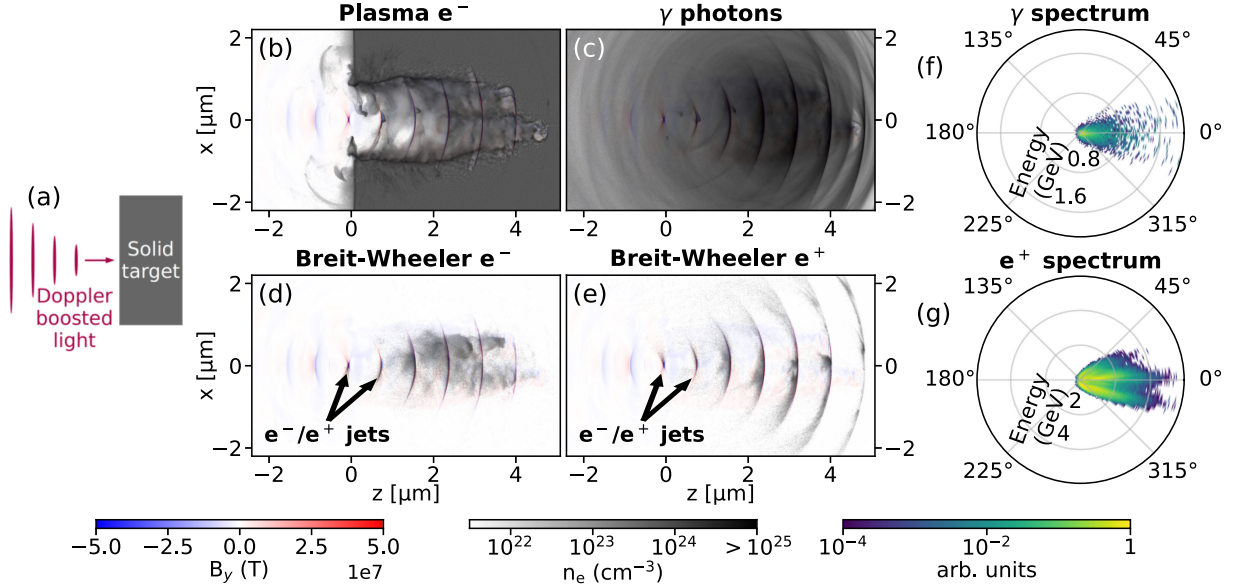 Plasma e⁻
γ photons
γ spectrum
(a)
Solid
target
Doppler
boosted
light
(b)
x [μm]
2
0
−2
−2
0
2
4
(c)
2
0
−2
−2
0
2
4
(f)
135°
45°
180°
0°
225°
315°
Energy
(GeV)
0.8
1.6
Breit-Wheeler e⁻
Breit-Wheeler e⁺
e⁺ spectrum
(d)
x [μm]
2
0
−2
e⁻/e⁺ jets
−2
0
2
4
z [μm]
(e)
2
0
−2
e⁻/e⁺ jets
−2
0
2
4
z [μm]
(g)
135°
45°
180°
0°
225°
315°
Energy
(GeV)
2
4
−5.0
−2.5
0.0
2.5
5.0
B_y (T)
1e7
10²²
10²³
10²⁴
> 10²⁵
n_e (cm⁻³)
10⁻⁴
10⁻²
1
arb. units